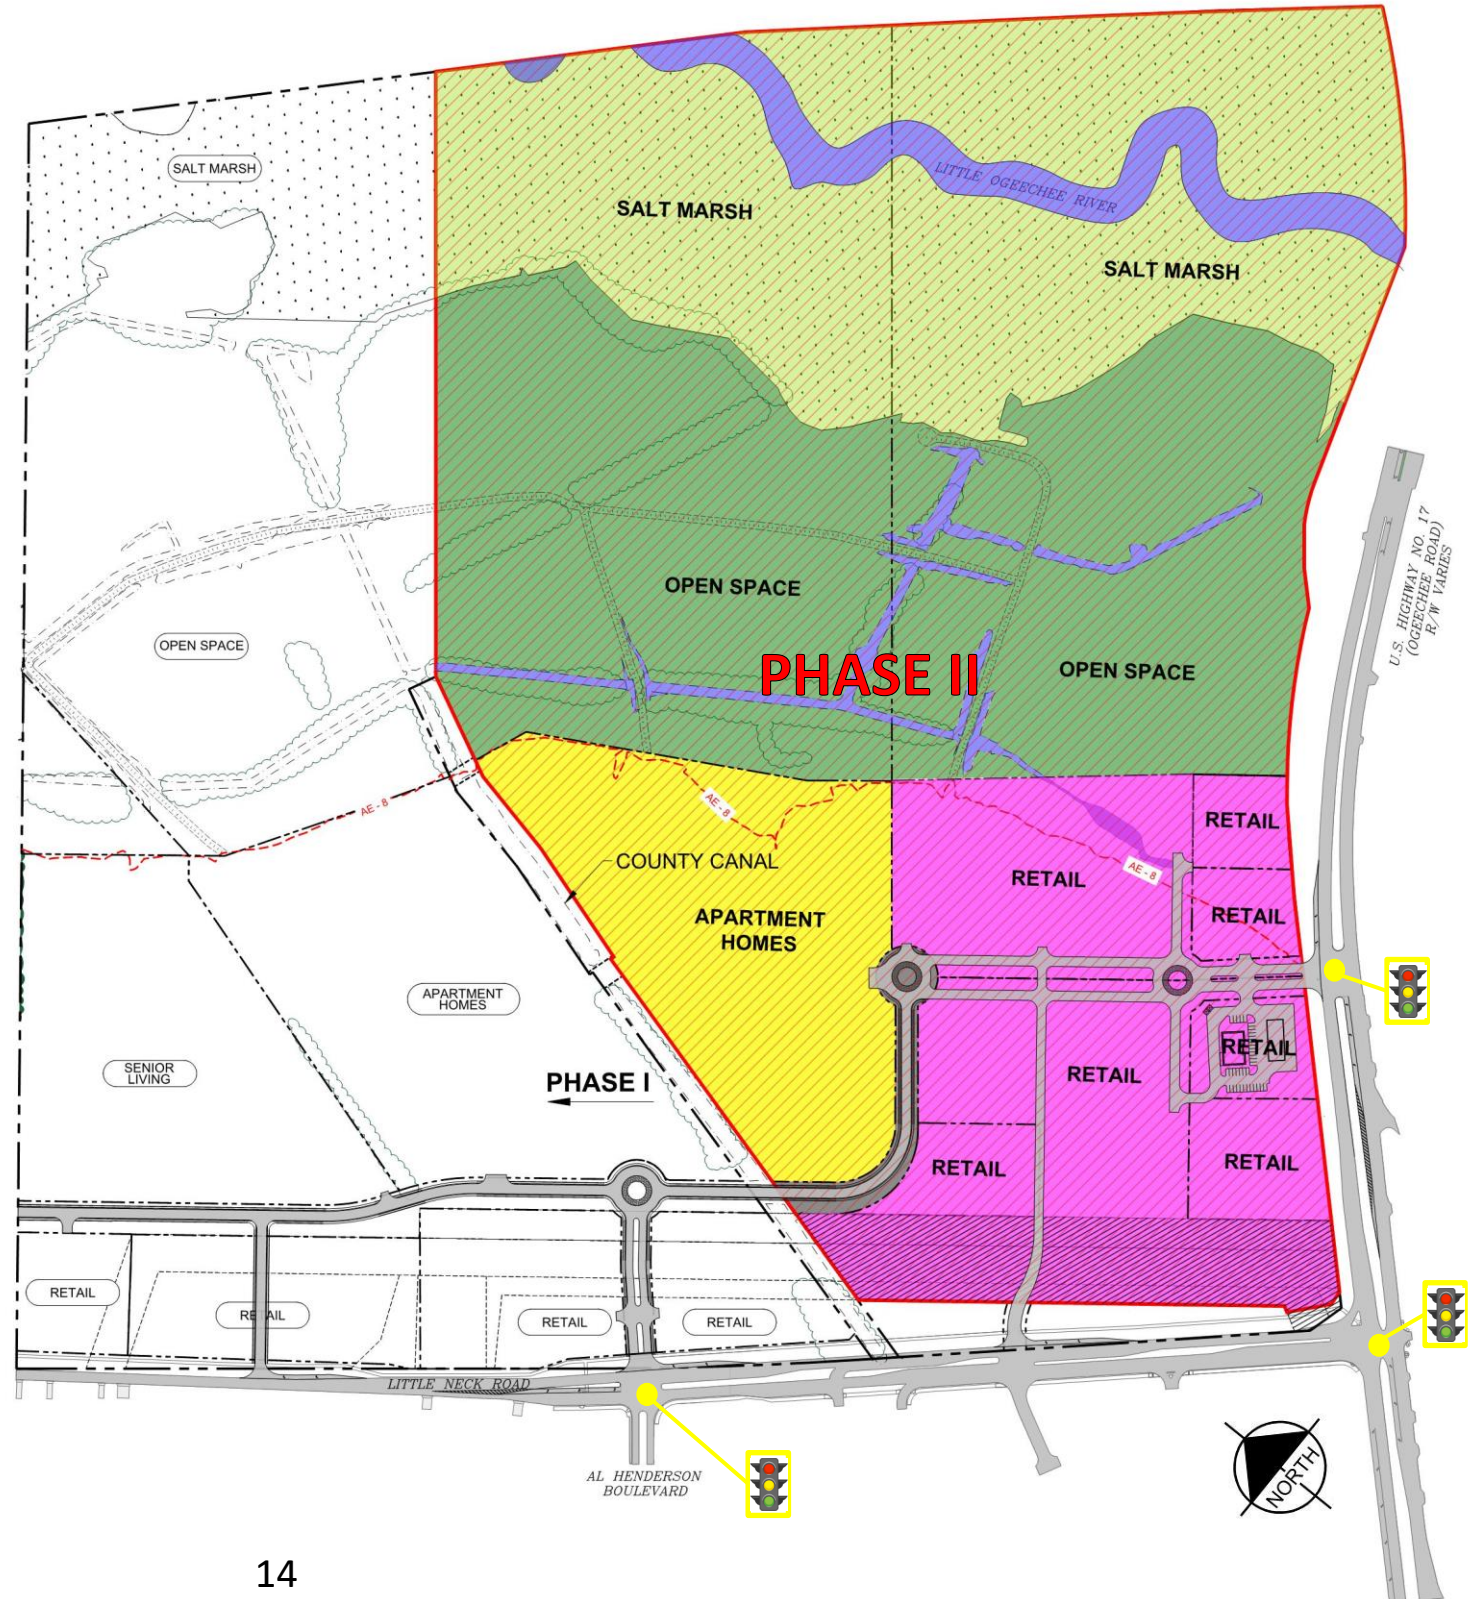 SALT MARSH
SALT MARSH
LITTLE OGEECHEE RIVER
SALT MARSH
U.S. HIGHWAY NO. 17
(OGEECHEE ROAD)
R/W VARIES
OPEN SPACE
OPEN SPACE
OPEN SPACE
PHASE II
AE - 8
AE - 8
AE - 8
COUNTY CANAL
RETAIL
RETAIL
RETAIL
APARTMENT
HOMES
APARTMENT
HOMES
SENIOR
LIVING
PHASE I
RETAIL
RETAIL
RETAIL
RETAIL
RETAIL
RETAIL
RETAIL
RETAIL
LITTLE NECK ROAD
AL HENDERSON
BOULEVARD
NORTH
14